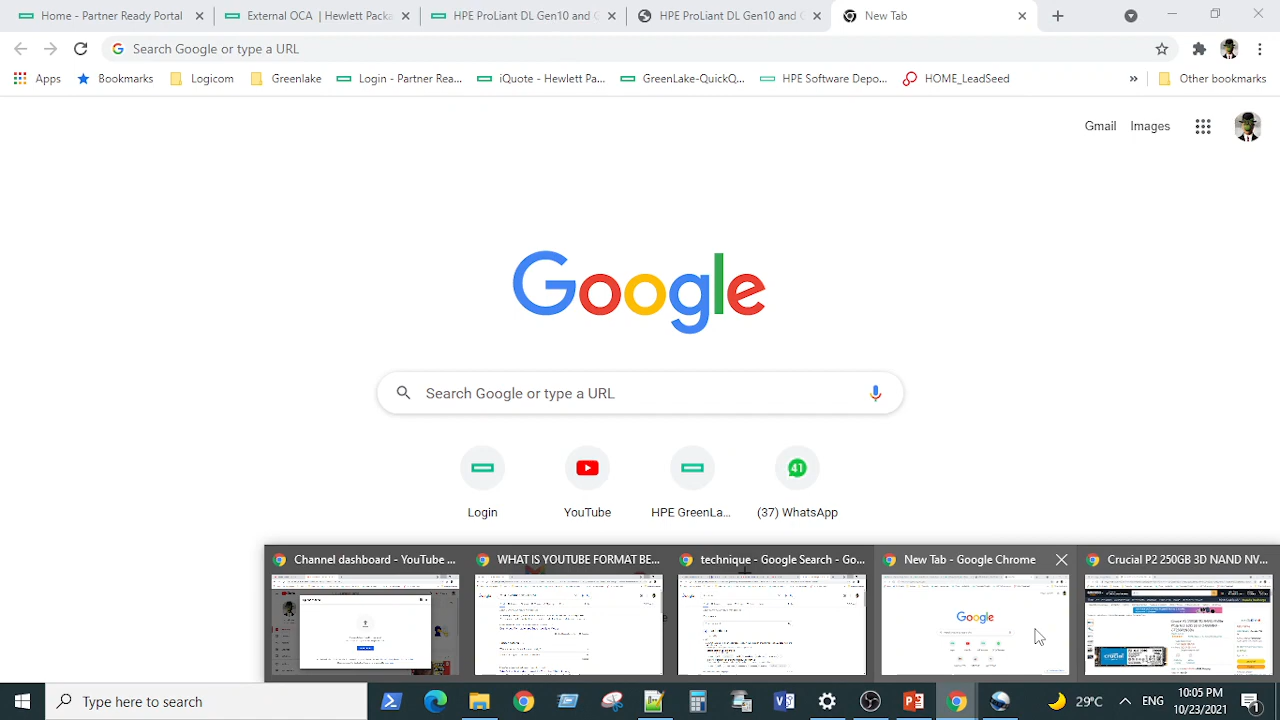 Home - Partner Ready Portal
External OCA | Hewlett Packa
HPE ProLiant DL Gen10 and G
HPE ProLiant DL Gen10 and G
New Tab
Search Google or type a URL
Apps
Bookmarks
Logicom
Greenlake
Login - Partner Rea...
iQuote - Hewlett Pa...
GreenLake-QuickQ...
HPE Software Depo...
HOME_LeadSeed
»
Other bookmarks
Gmail
Images
Google
Search Google or type a URL
41
Login
YouTube
HPE GreenLa...
(37) WhatsApp
Channel dashboard - YouTube...
WHAT IS YOUTUBE FORMAT BE...
technique - Google Search - Go...
New Tab - Google Chrome
Crucial P2 250GB 3D NAND NV...
Google
Type here to search
29°C
ENG
10:05 PM
10/23/2021
1